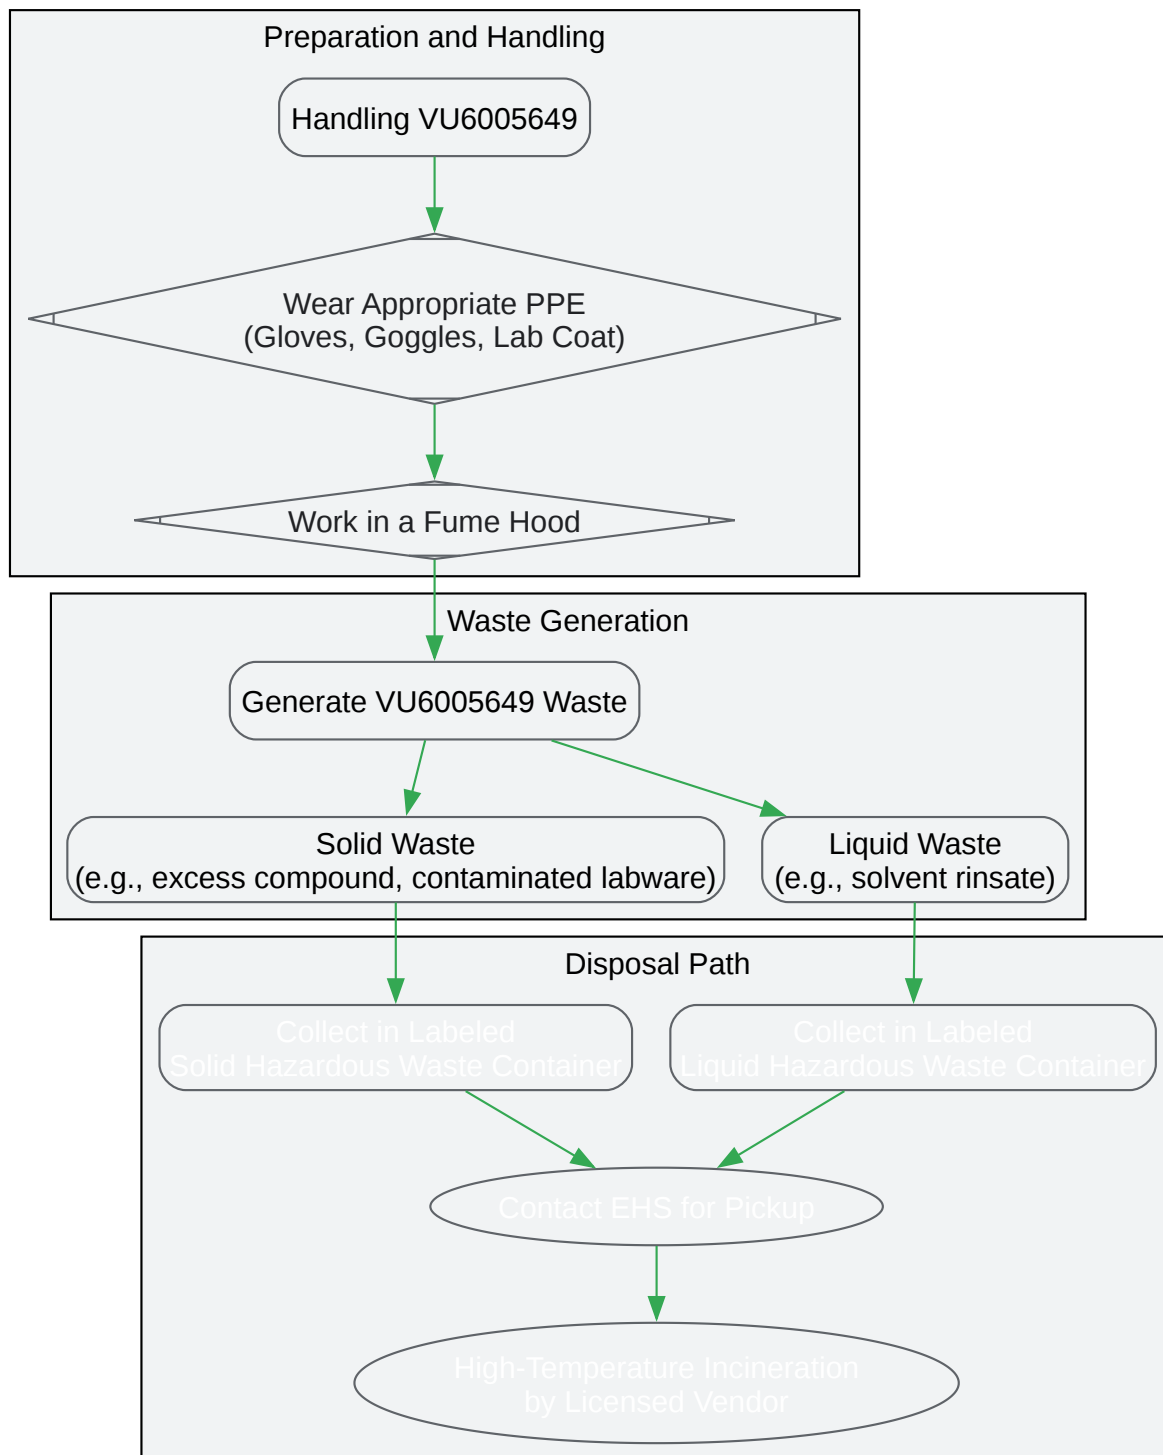 Preparation and Handling
Handling VU6005649
Wear Appropriate PPE
(Gloves, Goggles, Lab Coat)
Work in a Fume Hood
Waste Generation
Generate VU6005649 Waste
Solid Waste
(e.g., excess compound, contaminated labware)
Liquid Waste
(e.g., solvent rinsate)
Disposal Path
Collect in Labeled
Solid Hazardous Waste Container
Collect in Labeled
Liquid Hazardous Waste Container
Contact EHS for Pickup
High-Temperature Incineration
by Licensed Vendor